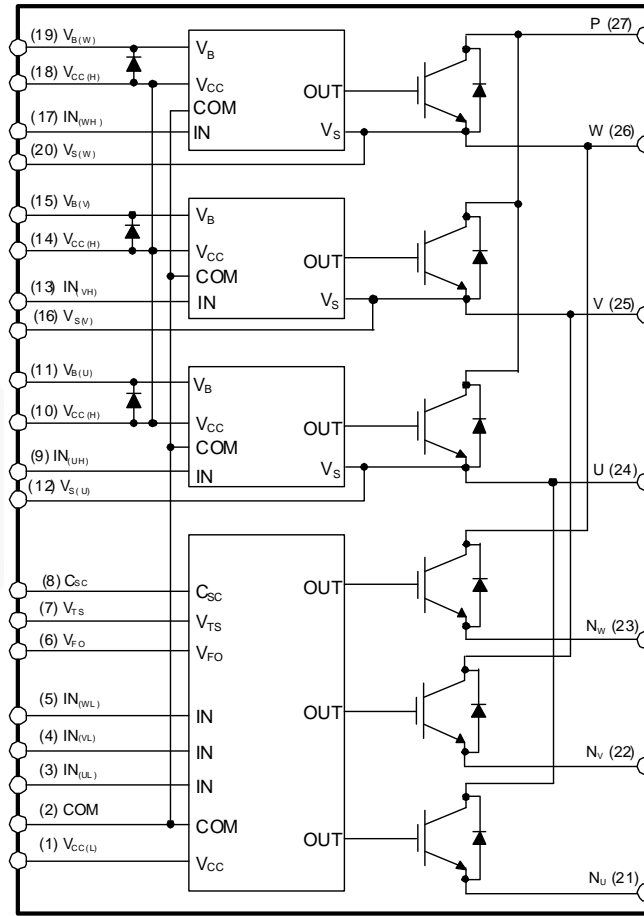 (19) VB(W)
VB
P (27)
(18) VCC(H)
VCC
OUT
COM
(17) IN(WH)
IN
VS
W (26)
(20) VS(W)
(15) VB(V)
VB
(14) VCC(H)
VCC
OUT
COM
(13) IN(VH)
IN
VS
V (25)
(16) VS(V)
(11) VB(U)
VB
(10) VCC(H)
VCC
OUT
COM
(9) IN(UH)
IN
VS
U (24)
(12) VS(U)
(8) CSC
CSC
OUT
(7) VTS
VTS
(6) VFO
VFO
NW (23)
(5) IN(WL)
IN
OUT
(4) IN(VL)
IN
NV (22)
(3) IN(UL)
IN
(2) COM
COM
OUT
(1) VCC(L)
VCC
NU (21)